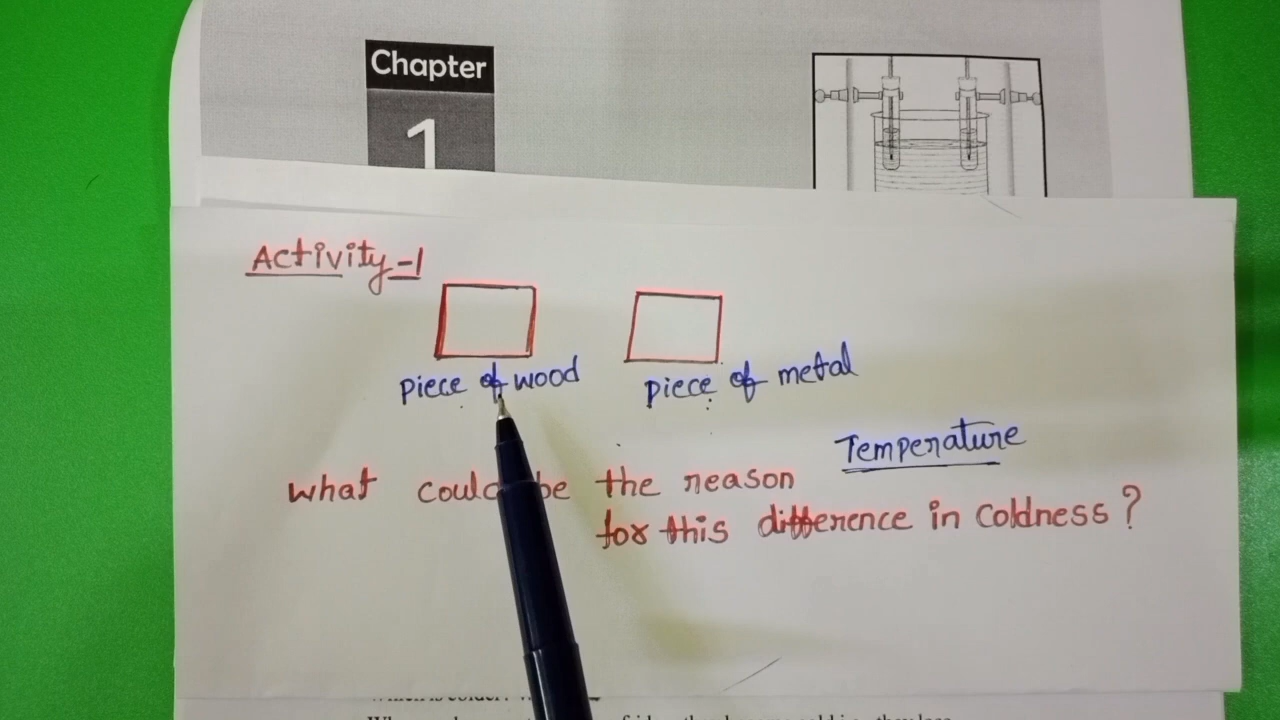 Chapter
1
Activity-1
piece of wood
piece of metal
Temperature
what could be the reason
for this difference in coldness?